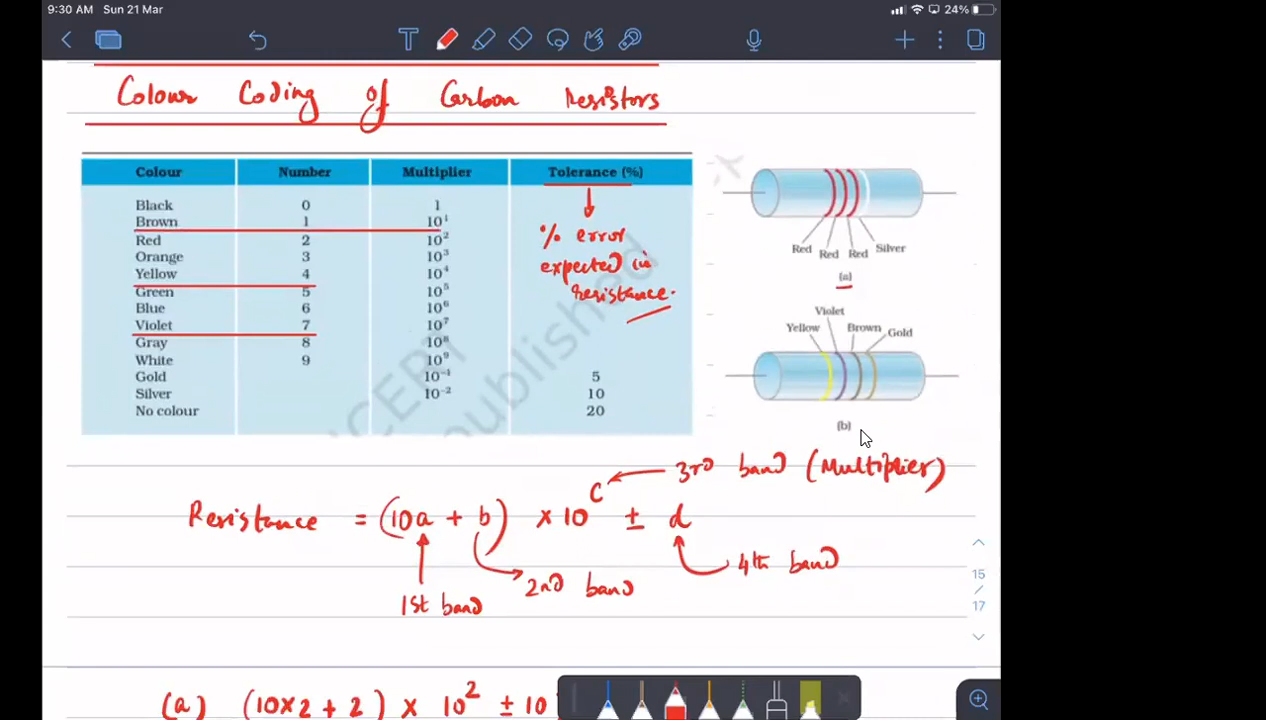 9:30 AM Sun 21 Mar
24%
Colour Coding of Carbon Resistors
Colour Number Multiplier Tolerance (%)
Black 0 1
Brown 1 10¹
Red 2 10²
Orange 3 10³
Yellow 4 10⁴
Green 5 10⁵
Blue 6 10⁶
Violet 7 10⁷
Gray 8 10⁸
White 9 10⁹
Gold 10⁻¹ 5
Silver 10⁻² 10
No colour 20
% error
expected in
resistance.
Red Red Red Silver
(a)
Violet
Yellow Brown Gold
(b)
3rd band (Multiplier)
Resistance = (10a + b) × 10^c ± d
4th band
2nd band
1st band
15
/
17
(a) (10×2 + 2) × 10² ± 10